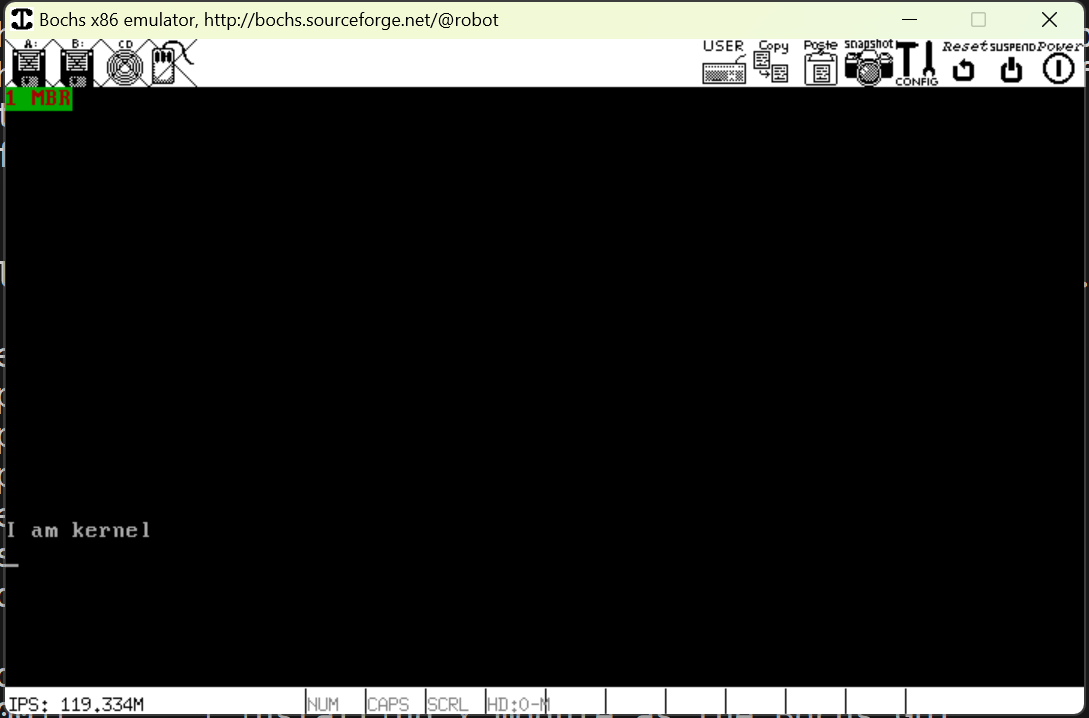 Bochs x86 emulator, http://bochs.sourceforge.net/@robot
A: B: CD USER Copy Poste snapshot CONFIG Reset SUSPEND Power
1 MBR
I am kernel
IPS: 119.334M NUM CAPS SCRL HD:0-M